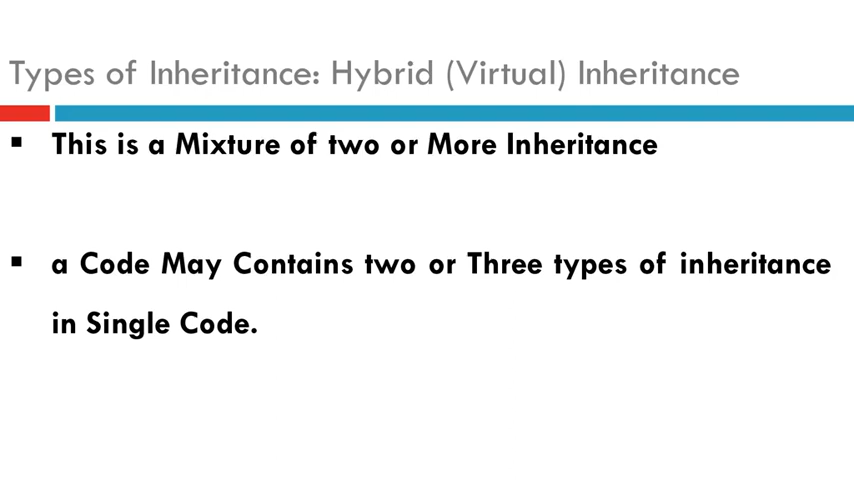 Types of Inheritance: Hybrid (Virtual) Inheritance
▪ This is a Mixture of two or More Inheritance
▪ a Code May Contains two or Three types of inheritance
in Single Code.